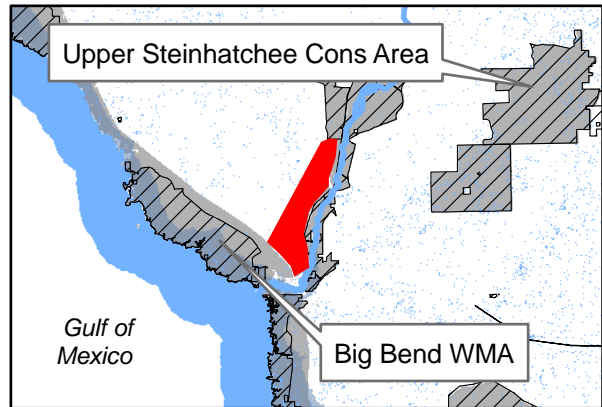 Upper Steinhatchee Cons Area
Gulf of
Mexico
Big Bend WMA